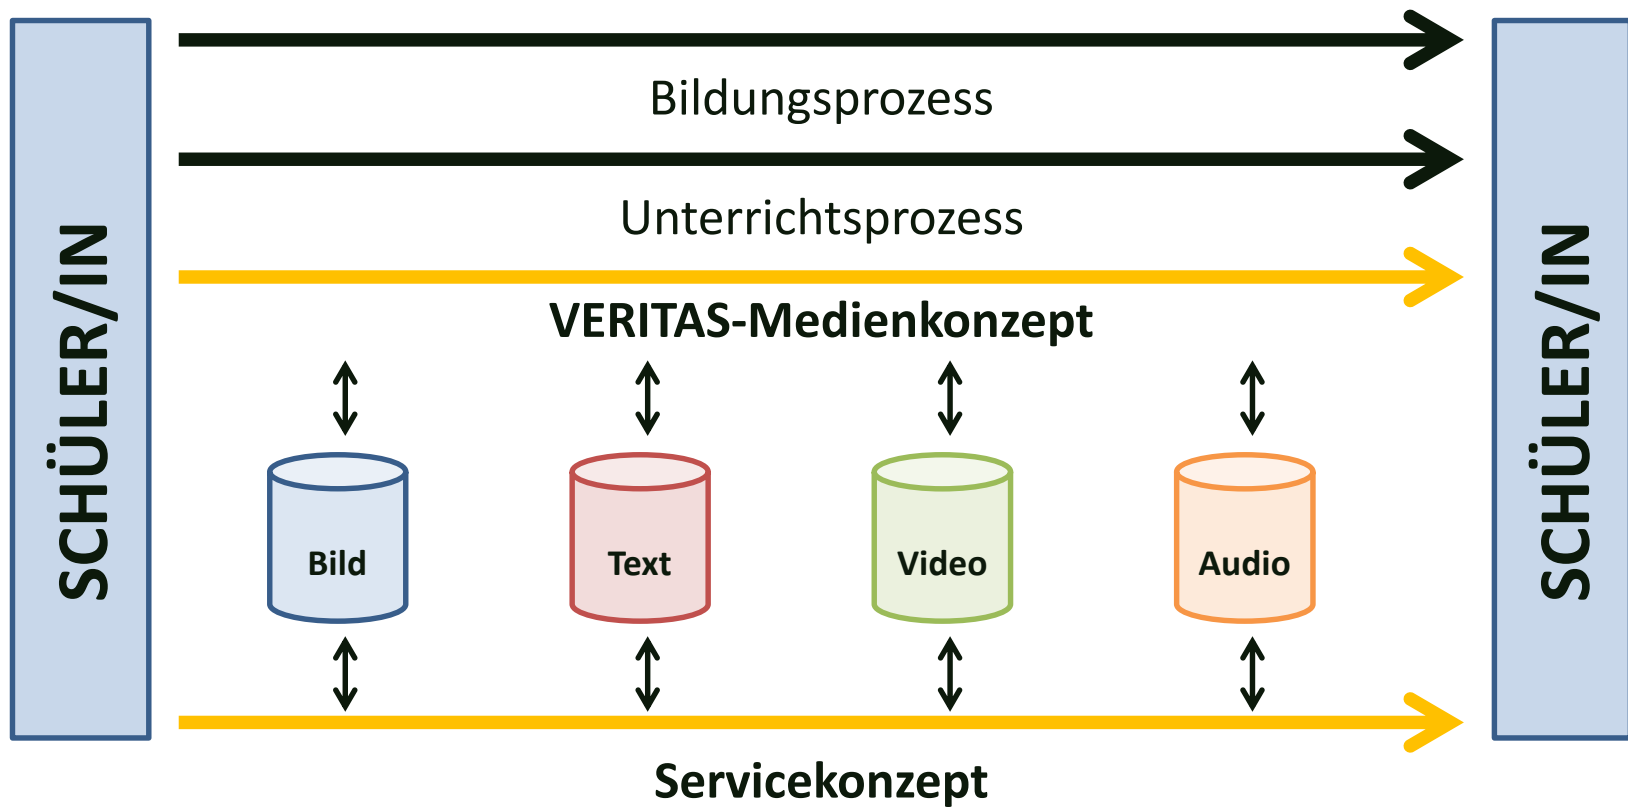 SCHÜLER/IN
Bildungsprozess
Unterrichtsprozess
VERITAS-Medienkonzept
Bild
Text
Video
Audio
Servicekonzept
SCHÜLER/IN